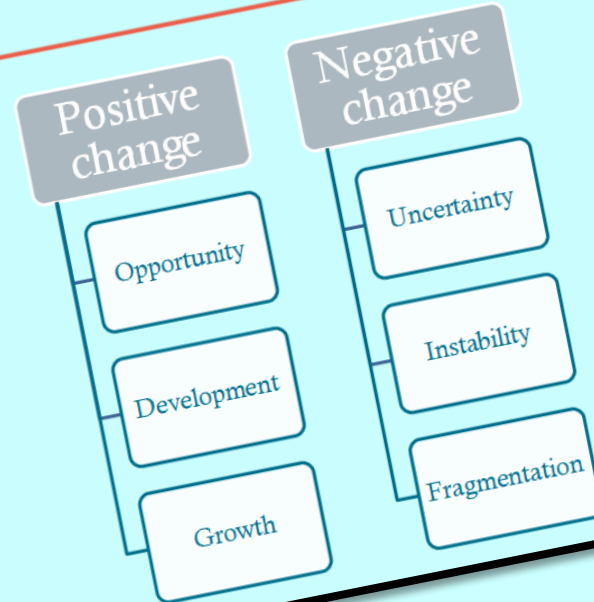 Positive
change
Opportunity
Development
Growth
Negative
change
Uncertainty
Instability
Fragmentation